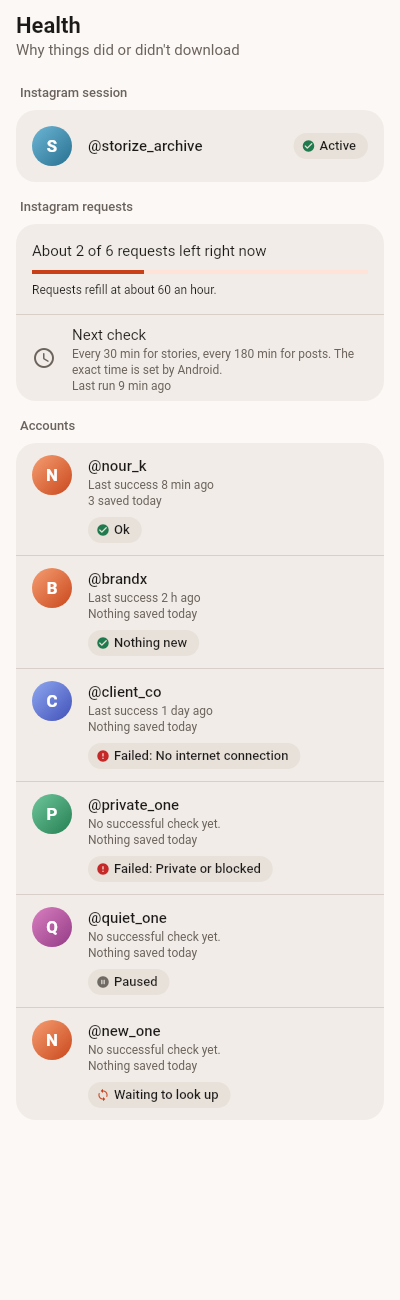 Health
Why things did or didn't download
Instagram session
S
@storize_archive
Active
Instagram requests
About 2 of 6 requests left right now
Requests refill at about 60 an hour.
Next check
Every 30 min for stories, every 180 min for posts. The
exact time is set by Android.
Last run 9 min ago
Accounts
N
@nour_k
Last success 8 min ago
3 saved today
Ok
B
@brandx
Last success 2 h ago
Nothing saved today
Nothing new
C
@client_co
Last success 1 day ago
Nothing saved today
Failed: No internet connection
P
@private_one
No successful check yet.
Nothing saved today
Failed: Private or blocked
Q
@quiet_one
No successful check yet.
Nothing saved today
Paused
N
@new_one
No successful check yet.
Nothing saved today
Waiting to look up